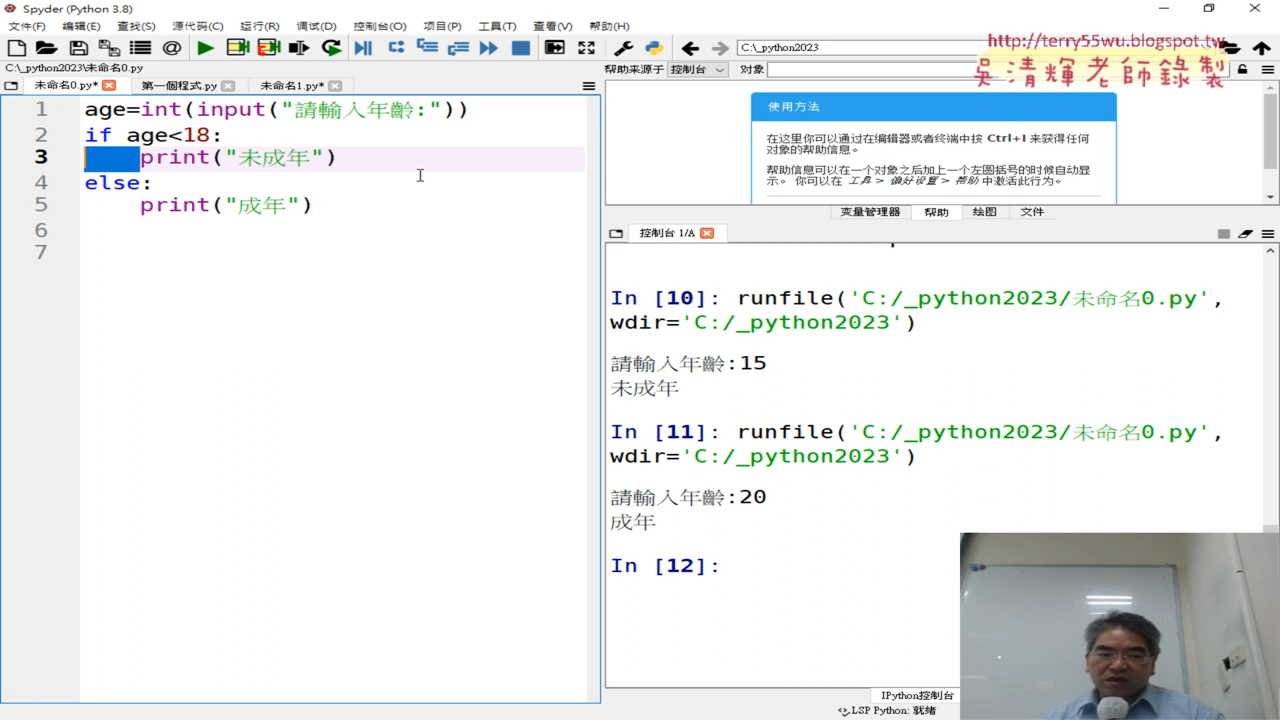 Spyder (Python 3.8)
文件(F) 编辑(E) 查找(S) 源代码(C) 运行(R) 调试(D) 控制台(O) 项目(P) 工具(T) 查看(V) 帮助(H)
C:\_python2023
http://terry55wu.blogspot.tw
吳清輝老師錄製
C:\_python2023\未命名0.py
帮助来源于 控制台 对象
未命名0.py* 第一個程式.py 未命名1.py*
1 age=int(input("請輸入年齡:"))
2 if age<18:
3 print("未成年")
4 else:
5 print("成年")
6
7
使用方法
在这里你可以通过在编辑器或者终端中按 Ctrl+I 来获得任何
对象的帮助信息。
帮助信息可以在一个对象之后加上一个左圆括号的时候自动显
示。 你可以在 工具 > 偏好设置 > 帮助 中激活此行为。
变量管理器 帮助 绘图 文件
控制台 1/A
In [10]: runfile('C:/_python2023/未命名0.py',
wdir='C:/_python2023')
請輸入年齡:15
未成年
In [11]: runfile('C:/_python2023/未命名0.py',
wdir='C:/_python2023')
請輸入年齡:20
成年
In [12]:
IPython控制台
LSP Python: 就绪